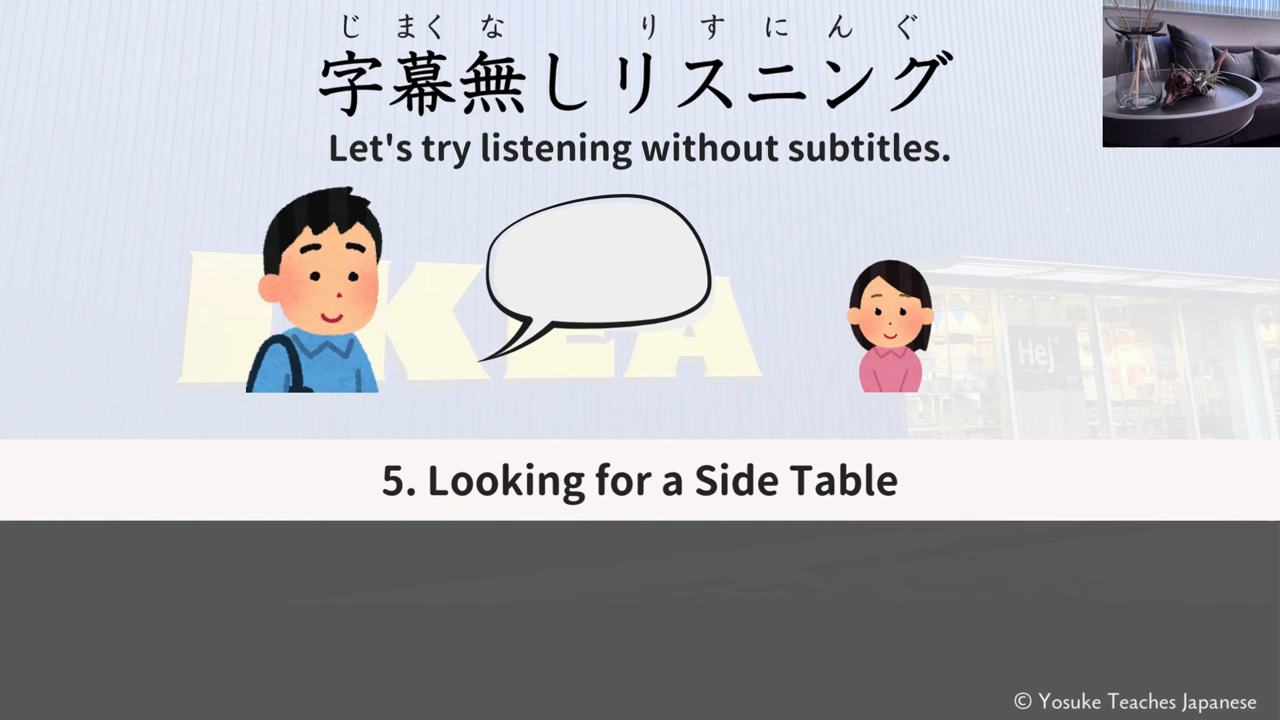 じ まく な り す に ん ぐ
字幕無しリスニング
Let's try listening without subtitles.
IKEA
Hej
5. Looking for a Side Table
© Yosuke Teaches Japanese